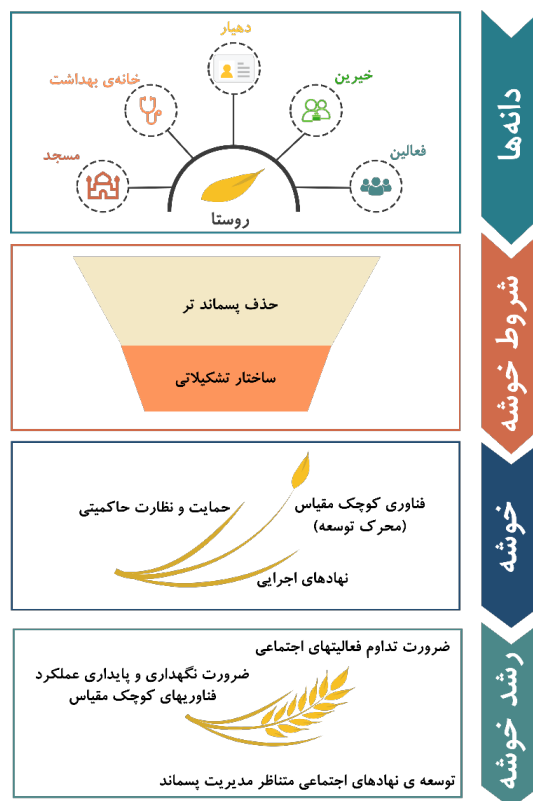 دانه‌ها
دهیار
خیرین
خانه‌ی بهداشت
فعالین
مسجد
روستا
شروط خوشه
حذف پسماند تر
ساختار تشکیلاتی
خوشه
فناوری کوچک مقیاس
(محرک توسعه)
حمایت و نظارت حاکمیتی
نهادهای اجرایی
رشد خوشه
ضرورت تداوم فعالیتهای اجتماعی
ضرورت نگهداری و پایداری عملکرد
فناوریهای کوچک مقیاس
توسعه ی نهادهای اجتماعی متناظر مدیریت پسماند